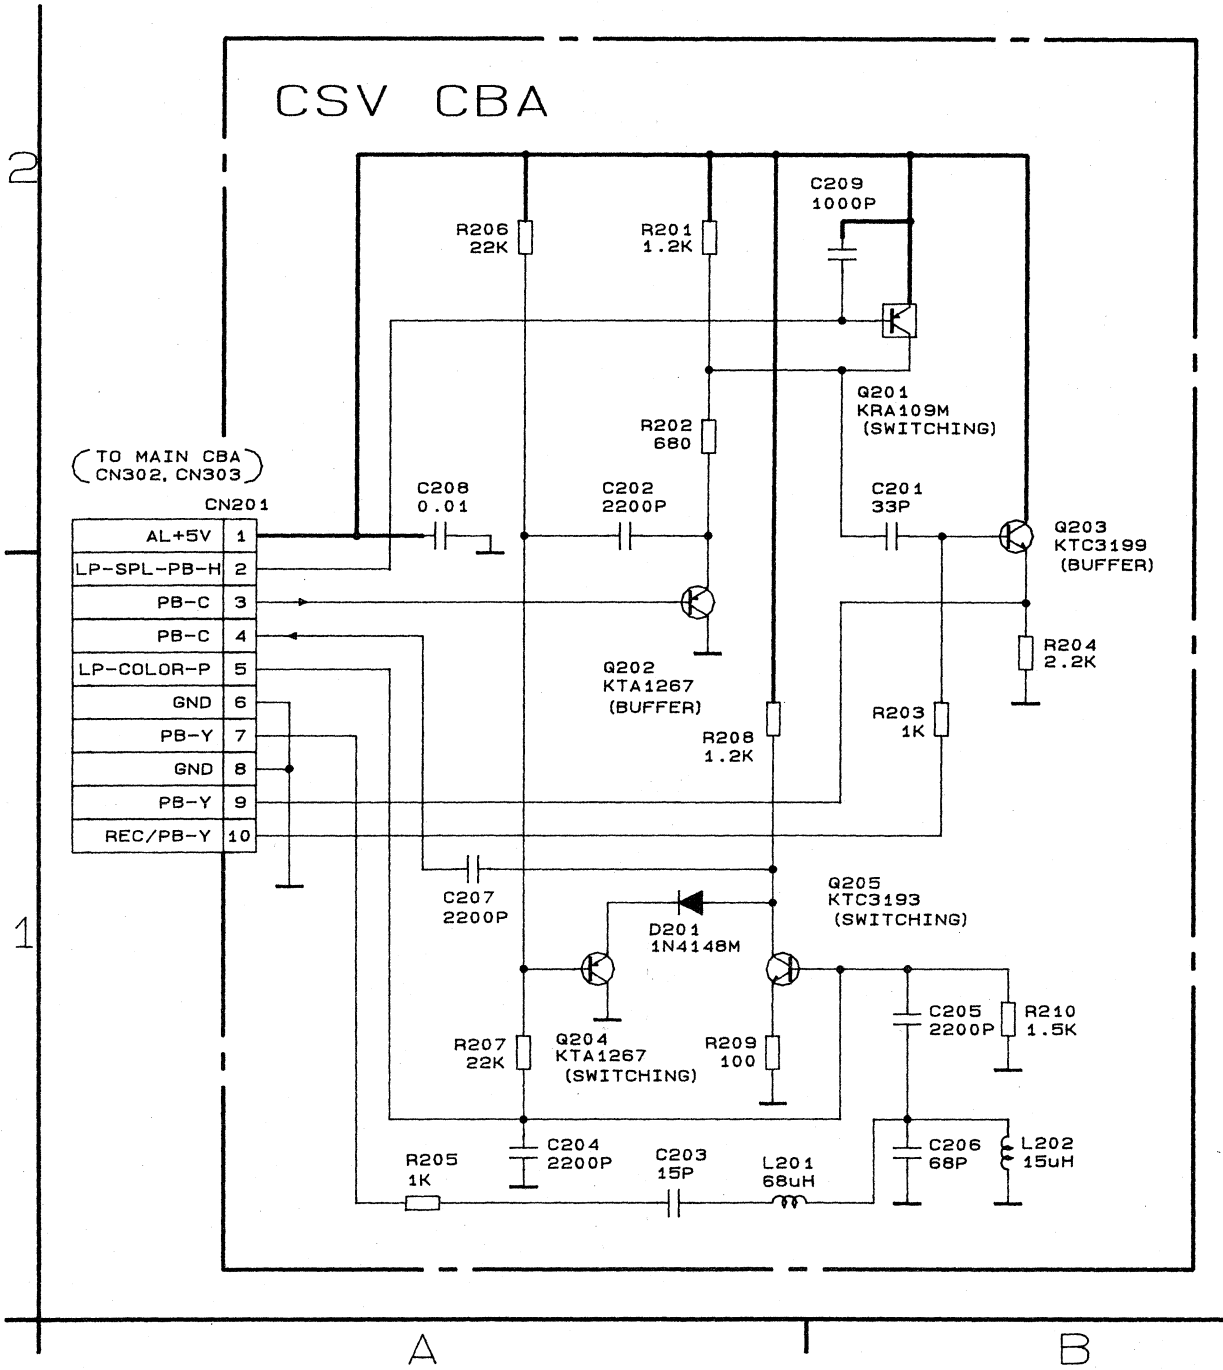 CSV CBA
2
C209
1000P
R206
22K
R201
1.2K
Q201
KRA109M
(SWITCHING)
R202
680
(TO MAIN CBA
CN302, CN303)
CN201
C208
0.01
C202
2200P
C201
33P
Q203
KTC3199
(BUFFER)
AL+5V 1
LP-SPL-PB-H 2
PB-C 3
PB-C 4
LP-COLOR-P 5
GND 6
PB-Y 7
GND 8
PB-Y 9
REC/PB-Y 10
R204
2.2K
Q202
KTA1267
(BUFFER)
R203
1K
R208
1.2K
C207
2200P
Q205
KTC3193
(SWITCHING)
1
D201
1N4148M
C205
2200P
R210
1.5K
R207
22K
Q204
KTA1267
(SWITCHING)
R209
100
C204
2200P
R205
1K
C203
15P
L201
68uH
C206
68P
L202
15uH
A
B